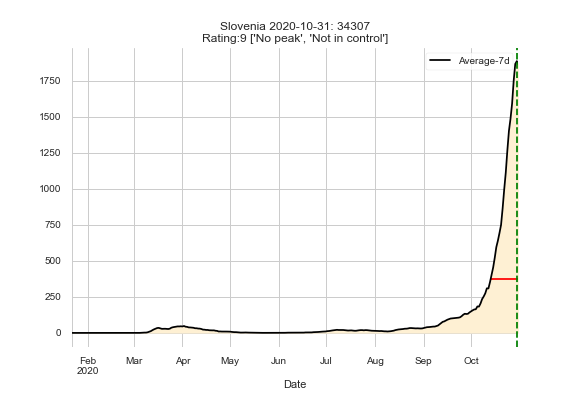 Slovenia 2020-10-31: 34307
Rating:9 ['No peak', 'Not in control']
Average-7d
1750
1500
1250
1000
750
500
250
0
Feb Mar Apr May Jun Jul Aug Sep Oct
2020
Date